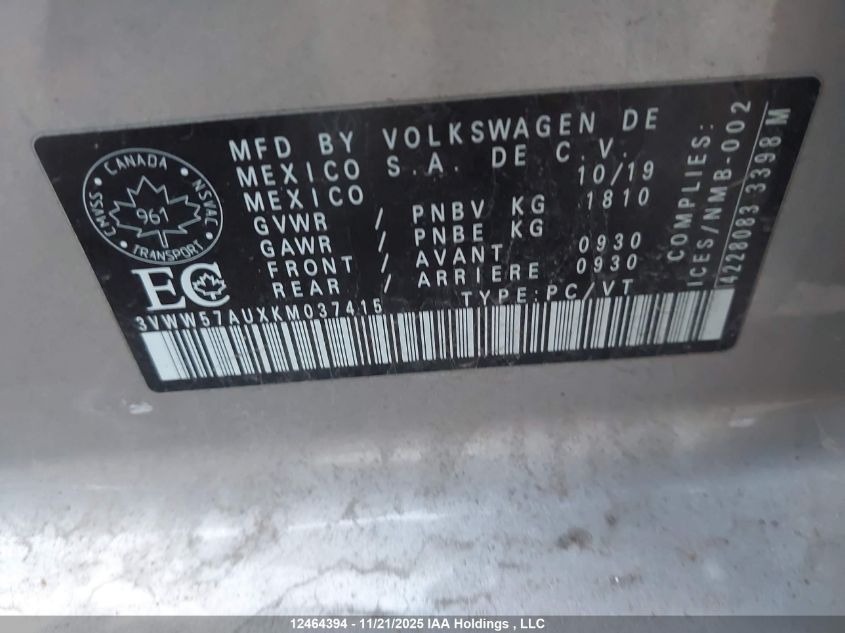 CANADA
CMVSS
NSVAC
961
TRANSPORT
EC
MFD BY VOLKSWAGEN DE
MEXICO S.A. DE C.V.
MEXICO 10/19
GVWR / PNBV KG 1810
GAWR / PNBE KG
FRONT / AVANT 0930
REAR / ARRIERE 0930
TYPE:PC/VT
3VWW57AUXKM037415
COMPLIES:
ICES/NMB-002
4228083 3398 M
12464394 - 11/21/2025 IAA Holdings , LLC